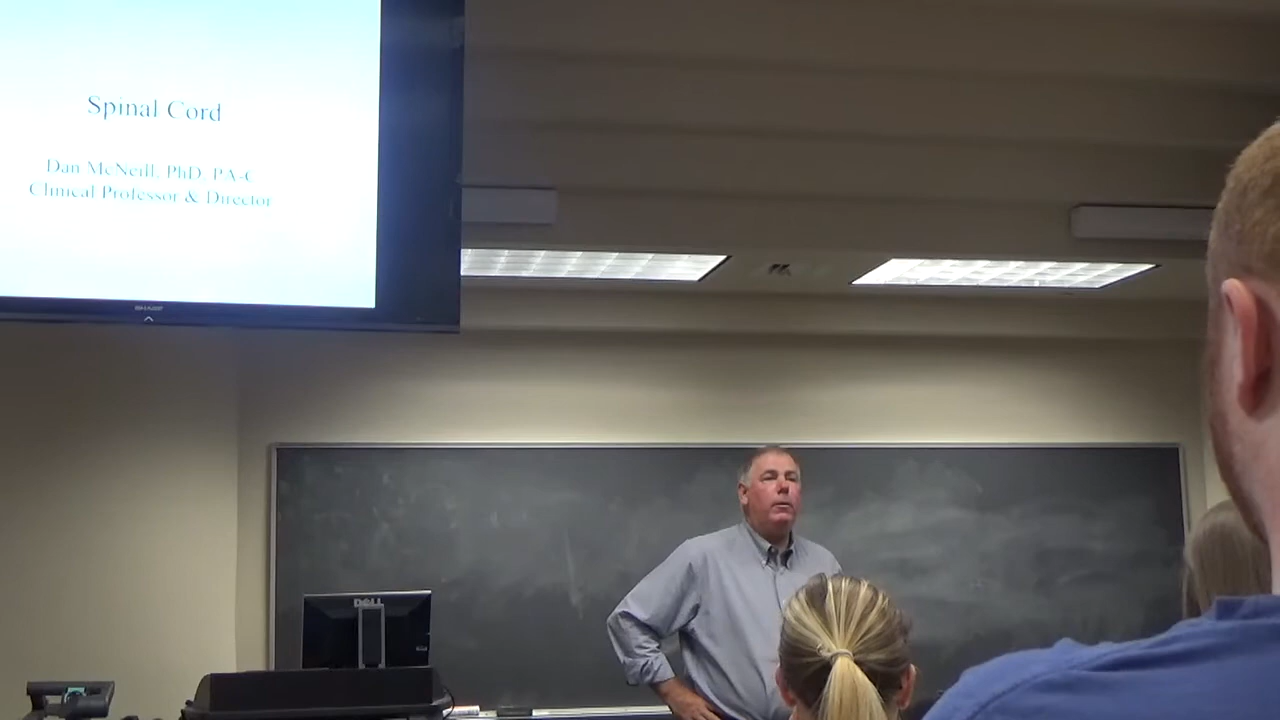 Spinal Cord
Dan McNeill, PhD, PA-C
Clinical Professor & Director
DELL